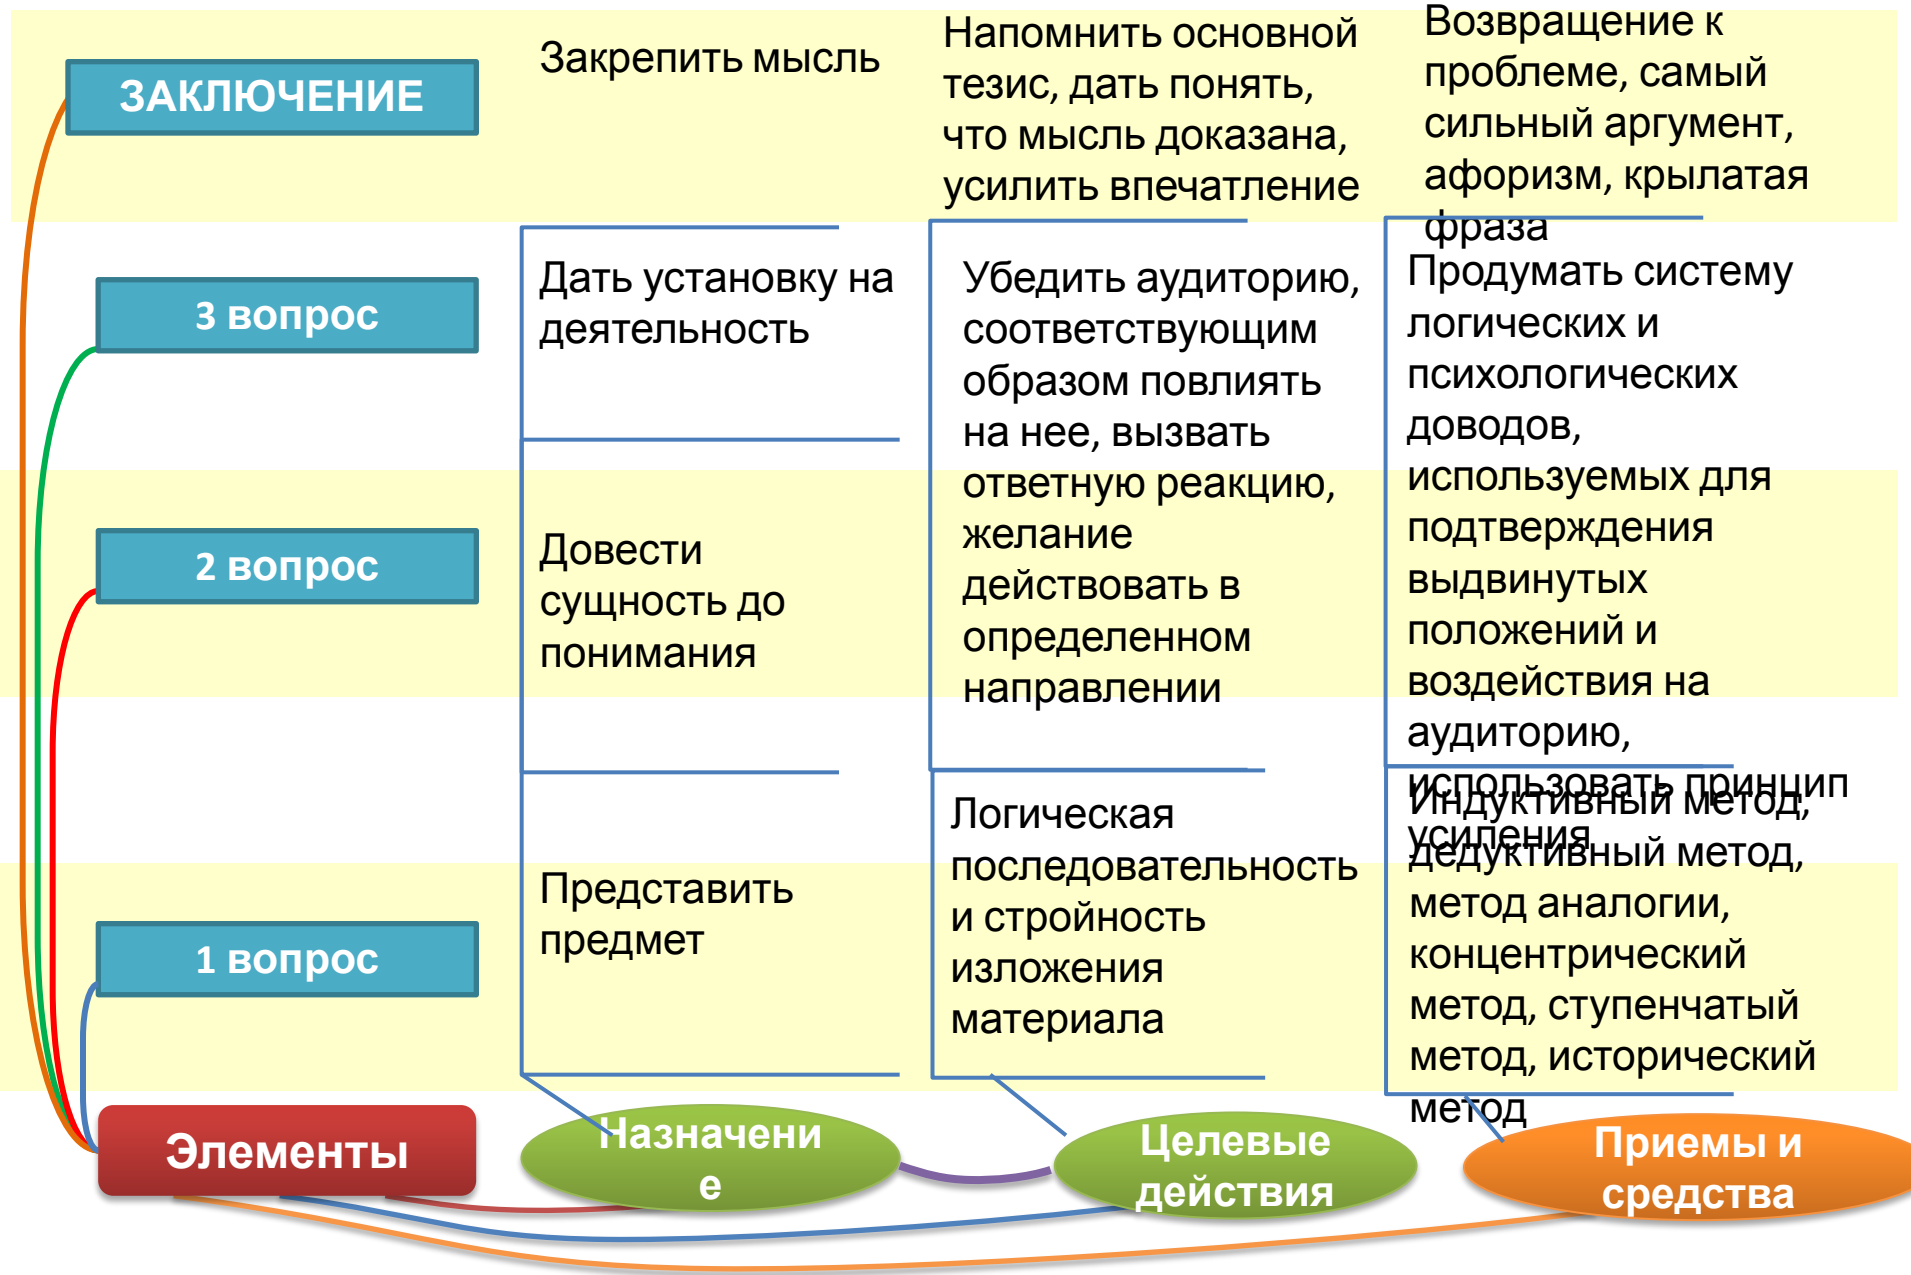 ЗАКЛЮЧЕНИЕ
Закрепить мысль
Напомнить основной
тезис, дать понять,
что мысль доказана,
усилить впечатление
Возвращение к
проблеме, самый
сильный аргумент,
афоризм, крылатая
фраза
3 вопрос
Дать установку на
деятельность
Убедить аудиторию,
соответствующим
образом повлиять
на нее, вызвать
ответную реакцию,
желание
действовать в
определенном
направлении
Продумать систему
логических и
психологических
доводов,
используемых для
подтверждения
выдвинутых
положений и
воздействия на
аудиторию,
использовать принцип
усиления
2 вопрос
Довести
сущность до
понимания
1 вопрос
Представить
предмет
Логическая
последовательность
и стройность
изложения
материала
Индуктивный метод,
дедуктивный метод,
метод аналогии,
концентрический
метод, ступенчатый
метод, исторический
метод
Элементы
Назначени
е
Целевые
действия
Приемы и
средства